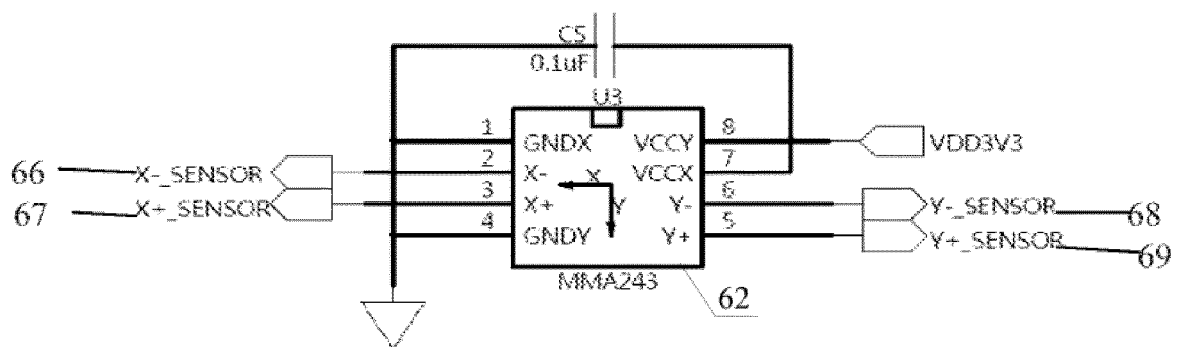 C5
0.1uF
U3
1 GNDX VCCY 8 VDD3V3
66 X-_SENSOR 2 X- VCCX 7
67 X+_SENSOR 3 X+ X Y Y- 6 Y-_SENSOR 68
4 GNDY Y+ 5 Y+_SENSOR 69
MMA243 62